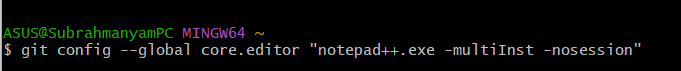 ASUS@SubrahmanyamPC MINGW64 ~
$ git config --global core.editor "notepad++.exe -multiInst -nosession"